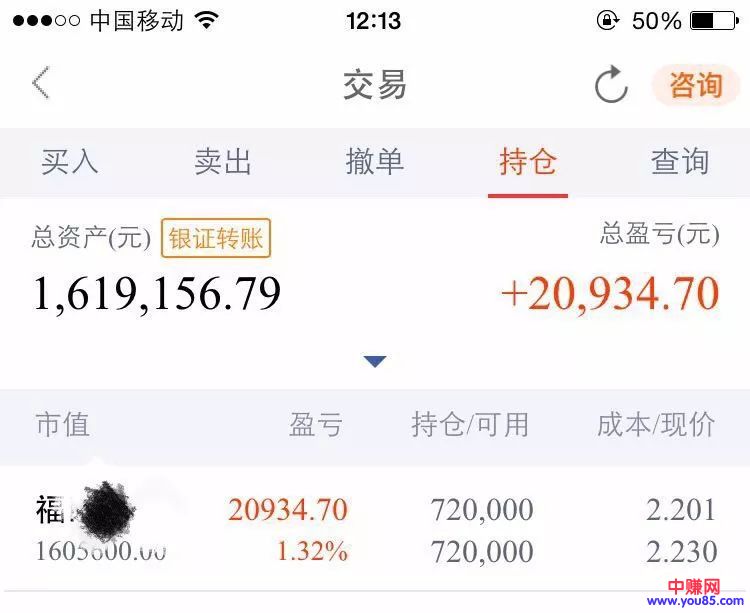 中国移动 12:13 50%
交易 咨询
买入 卖出 撤单 持仓 查询
总资产(元) 银证转账 总盈亏(元)
1,619,156.79 +20,934.70
市值 盈亏 持仓/可用 成本/现价
福 20934.70 720,000 2.201
1605600.00 1.32% 720,000 2.230
中赚网
www.you85.com